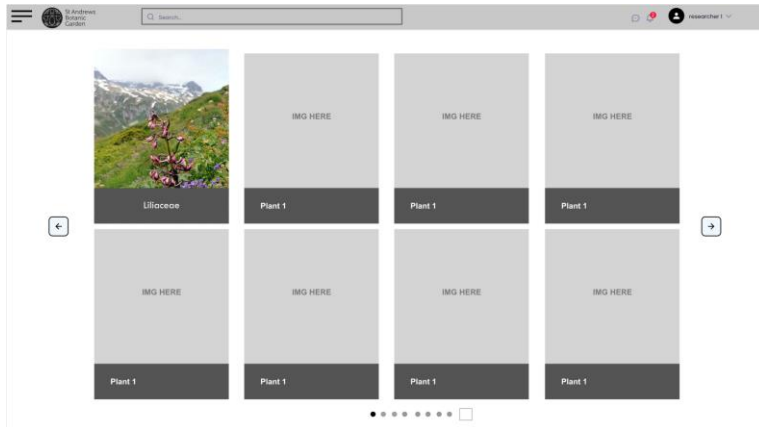 St Andrews
Botanic
Garden
Search..
2
researcher 1
IMG HERE
IMG HERE
IMG HERE
Liliaceae
Plant 1
Plant 1
Plant 1
IMG HERE
IMG HERE
IMG HERE
IMG HERE
Plant 1
Plant 1
Plant 1
Plant 1